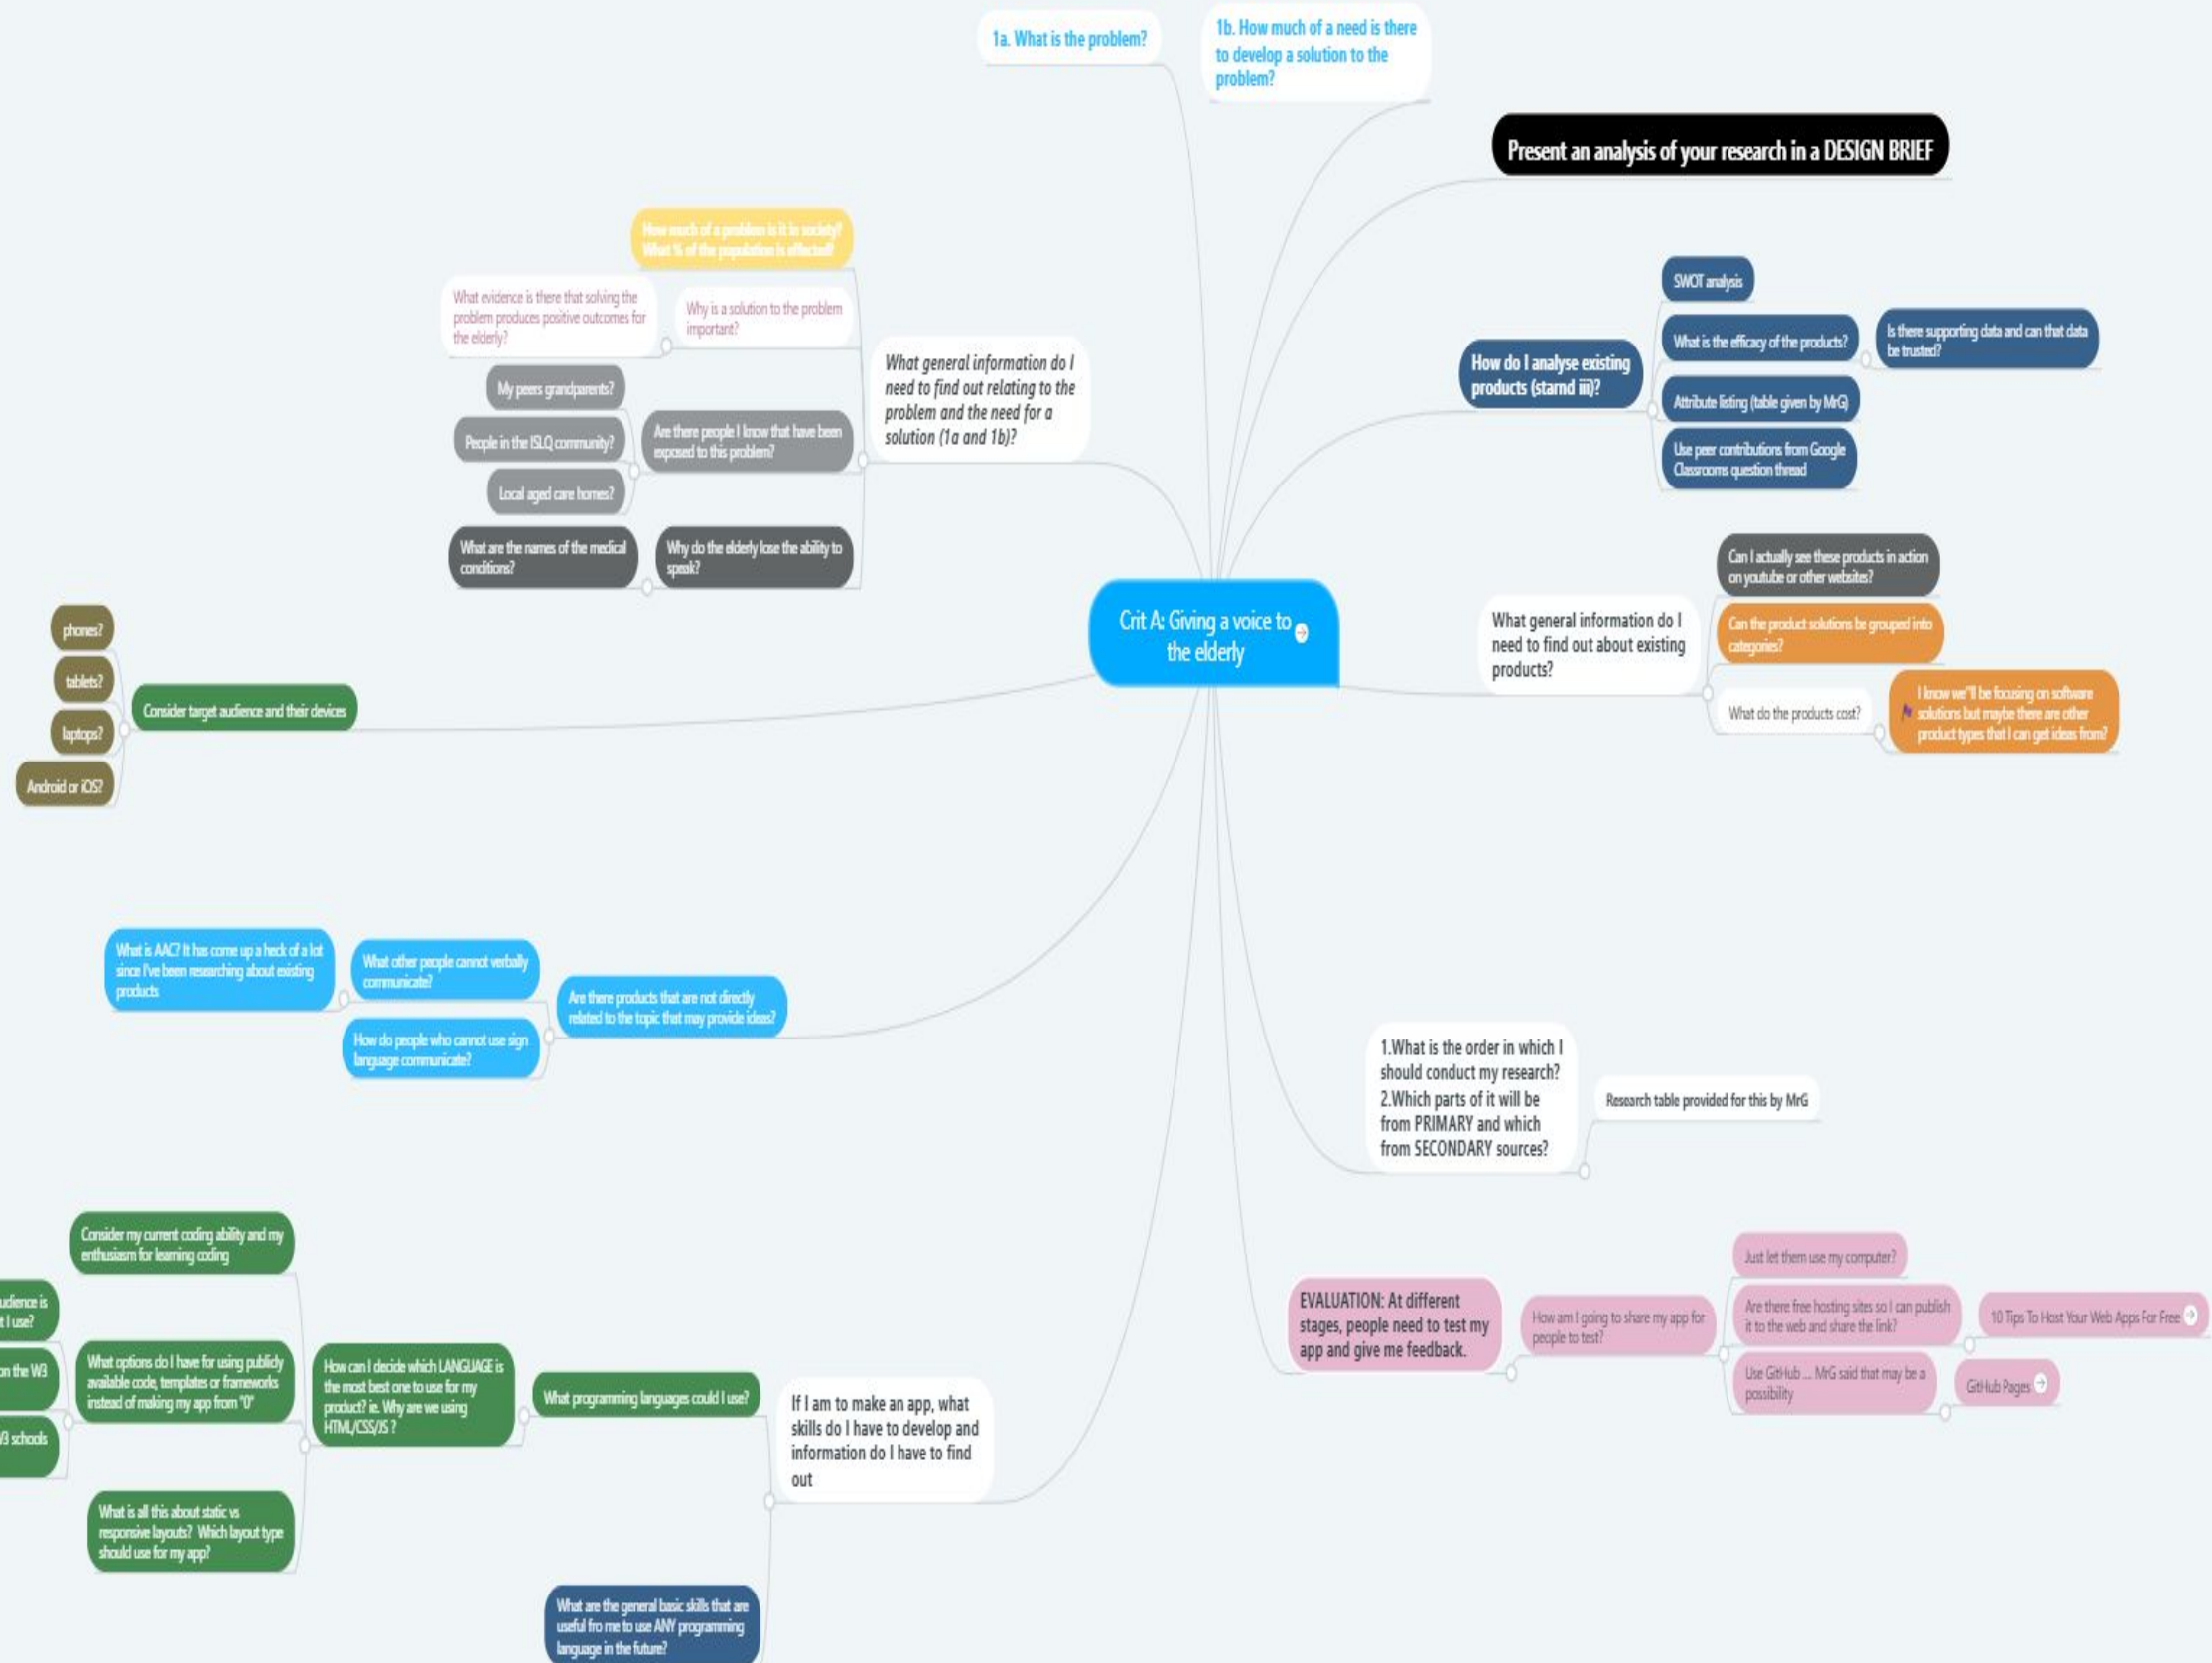 1a. What is the problem?
1b. How much of a need is there
to develop a solution to the
problem?
Present an analysis of your research in a DESIGN BRIEF
How much of a problem is it in society?
What % of the population is affected?
What evidence is there that solving the
problem produces positive outcomes for
the elderly?
Why is a solution to the problem
important?
My peers grandparents?
People in the ISLQ community?
Local aged care homes?
Are there people I know that have been
exposed to this problem?
What are the names of the medical
conditions?
Why do the elderly lose the ability to
speak?
What general information do I
need to find out relating to the
problem and the need for a
solution (1a and 1b)?
SWOT analysis
What is the efficacy of the products?
Is there supporting data and can that data
be trusted?
How do I analyse existing
products (starnd iii)?
Attribute listing (table given by MrG)
Use peer contributions from Google
Classrooms question thread
Crit A: Giving a voice to
the elderly
What general information do I
need to find out about existing
products?
Can I actually see these products in action
on youtube or other websites?
Can the product solutions be grouped into
categories?
What do the products cost?
I know we"ll be focusing on software
solutions but maybe there are other
product types that I can get ideas from?
phones?
tablets?
laptops?
Android or iOS?
Consider target audience and their devices
What is AAC? It has come up a heck of a lot
since I've been researching about existing
products
What other people cannot verbally
communicate?
How do people who cannot use sign
language communicate?
Are there products that are not directly
related to the topic that may provide ideas?
1.What is the order in which I
should conduct my research?
2.Which parts of it will be
from PRIMARY and which
from SECONDARY sources?
Research table provided for this by MrG
EVALUATION: At different
stages, people need to test my
app and give me feedback.
How am I going to share my app for
people to test?
Just let them use my computer?
Are there free hosting sites so I can publish
it to the web and share the link?
10 Tips To Host Your Web Apps For Free
Use GitHub ... MrG said that may be a
possibility
GitHub Pages
Consider my current coding ability and my
enthusiasm for learning coding
udience is
t I use?
on the W3
schools
What options do I have for using publicly
available code, templates or frameworks
instead of making my app from "0"
What is all this about static vs
responsive layouts? Which layout type
should use for my app?
How can I decide which LANGUAGE is
the most best one to use for my
product? ie. Why are we using
HTML/CSS/JS ?
What programming languages could I use?
If I am to make an app, what
skills do I have to develop and
information do I have to find
out
What are the general basic skills that are
useful fro me to use ANY programming
language in the future?